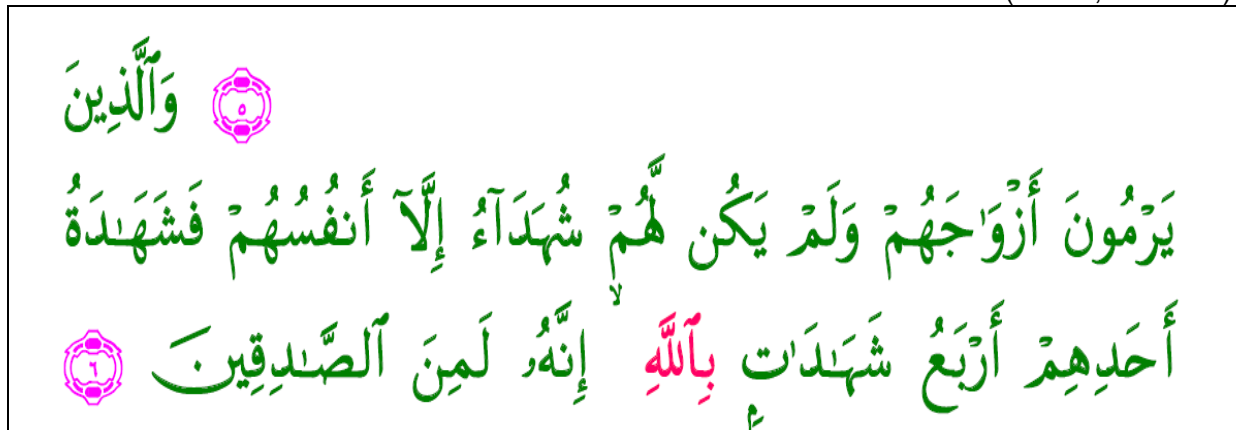 ۝٥ وَٱلَّذِينَ
يَرْمُونَ أَزْوَٰجَهُمْ وَلَمْ يَكُن لَّهُمْ شُهَدَآءُ إِلَّآ أَنفُسُهُمْ فَشَهَـٰدَةُ
أَحَدِهِمْ أَرْبَعُ شَهَـٰدَٰتٍۭ بِٱللَّهِ ۙ إِنَّهُۥ لَمِنَ ٱلصَّـٰدِقِينَ ۝٦